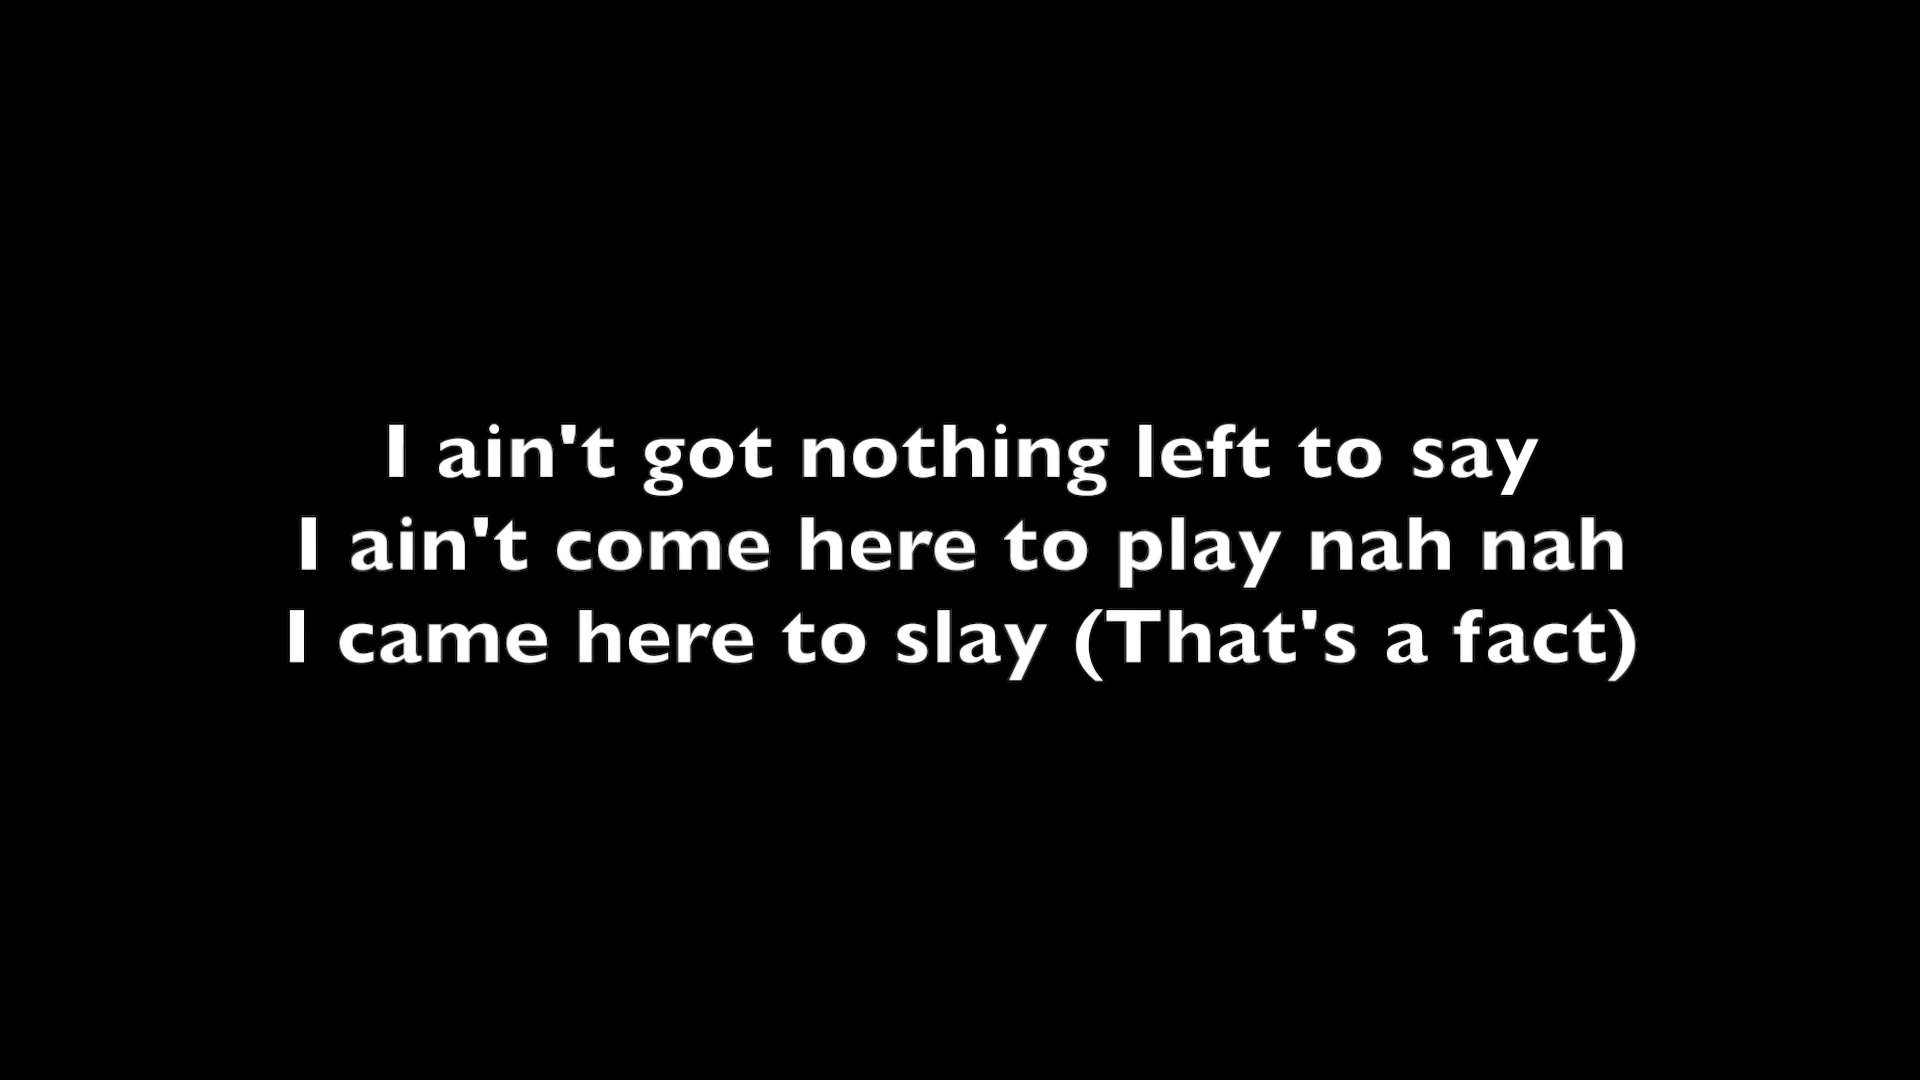 I ain't got nothing left to say
I ain't come here to play nah nah
I came here to slay (That's a fact)